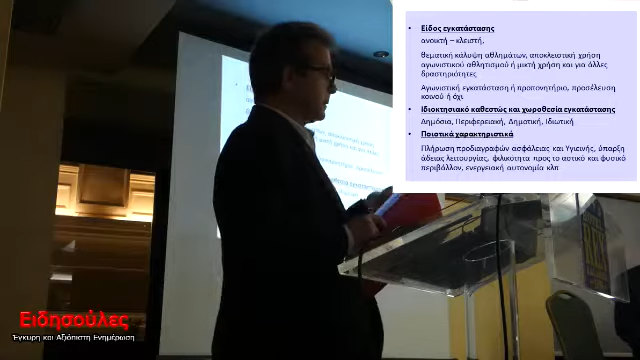 Είδος εγκατάστασης
ανοικτή – κλειστή,
θεματική κάλυψη αθλημάτων, αποκλειστική χρήση
αγωνιστικού αθλητισμού ή μικτή χρήση και για άλλες
δραστηριότητες
Αγωνιστική εγκατάσταση ή προπονητήριο, προσέλευση
κοινού ή όχι
Ιδιοκτησιακό καθεστώς και χωροθεσία εγκατάστασης
Δημόσια, Περιφερειακή, Δημοτική, Ιδιωτική
Ποιοτικά χαρακτηριστικά
Πλήρωση προδιαγραφών ασφάλειας και Υγιεινής, ύπαρξη
άδειας λειτουργίας, φιλικότητα προς το αστικό και φυσικό
περιβάλλον, ενεργειακή αυτονομία κλπ
Ειδησούλες
Έγκυρη και Αξιόπιστη Ενημέρωση